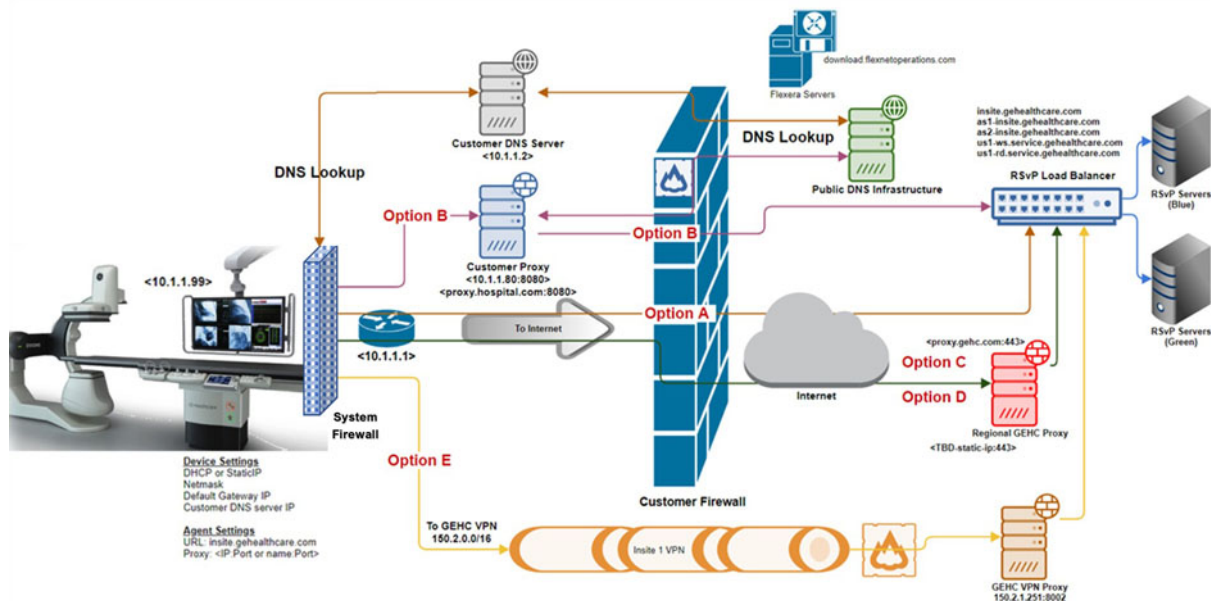 download.flexnetoperations.com
Flexera Servers
insite.gehealthcare.com
as1-insite.gehealthcare.com
as2-insite.gehealthcare.com
us1-ws.service.gehealthcare.com
us1-rd.service.gehealthcare.com
RSvP Load Balancer
RSvP Servers
(Blue)
DNS Lookup
Customer DNS Server
<10.1.1.2>
DNS Lookup
Public DNS Infrastructure
Option B
Option B
Customer Proxy
<10.1.1.80:8080>
<proxy.hospital.com:8080>
RSvP Servers
(Green)
<10.1.1.99>
Option A
To Internet
<10.1.1.1>
<proxy.gehc.com:443>
Option C
Internet
Option D
Regional GEHC Proxy
<TBD-static-ip:443>
System
Firewall
Device Settings
DHCP or StaticIP
Netmask
Default Gateway IP
Customer DNS server IP
Agent Settings
URL: insite.gehealthcare.com
Proxy: <IP:Port or name:Port>
Option E
Customer Firewall
To GEHC VPN
150.2.0.0/16
Insite 1 VPN
GEHC VPN Proxy
150.2.1.251:8002